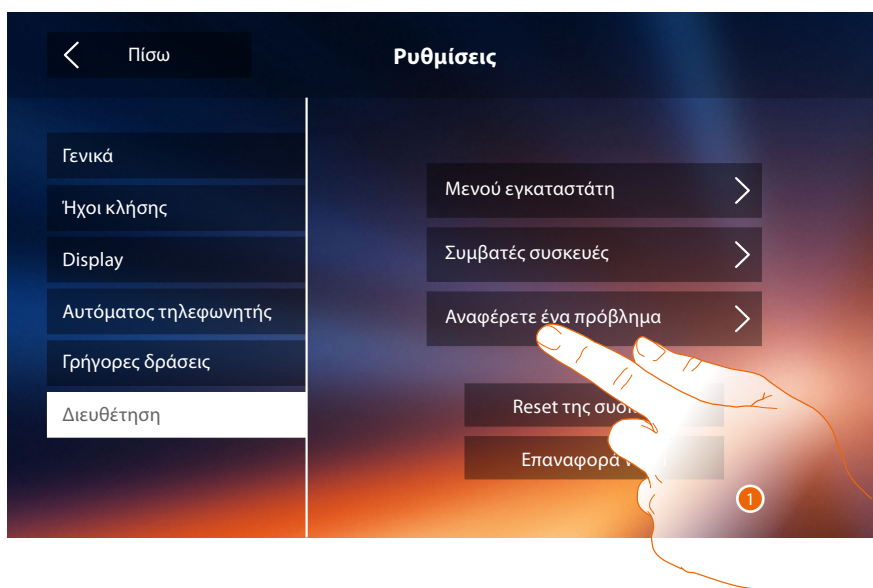 Πίσω
Ρυθμίσεις
Γενικά
Ήχοι κλήσης
Display
Αυτόματος τηλεφωνητής
Γρήγορες δράσεις
Διευθέτηση
Μενού εγκαταστάτη
Συμβατές συσκευές
Αναφέρετε ένα πρόβλημα
Reset της
Επαναφορά
1